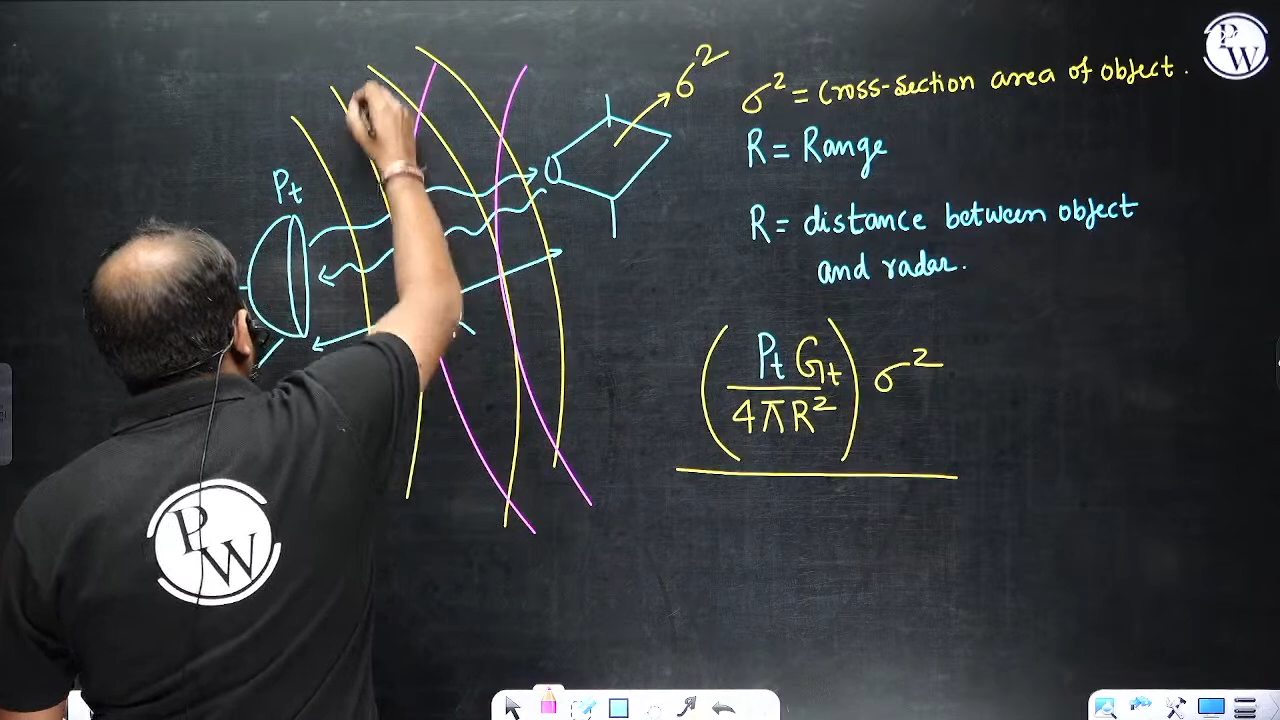 PW
σ² = Cross-section area of object.
σ²
R = Range
Pt
R = distance between object
and radar.
(Pt Gt / 4πR²) σ²
PW